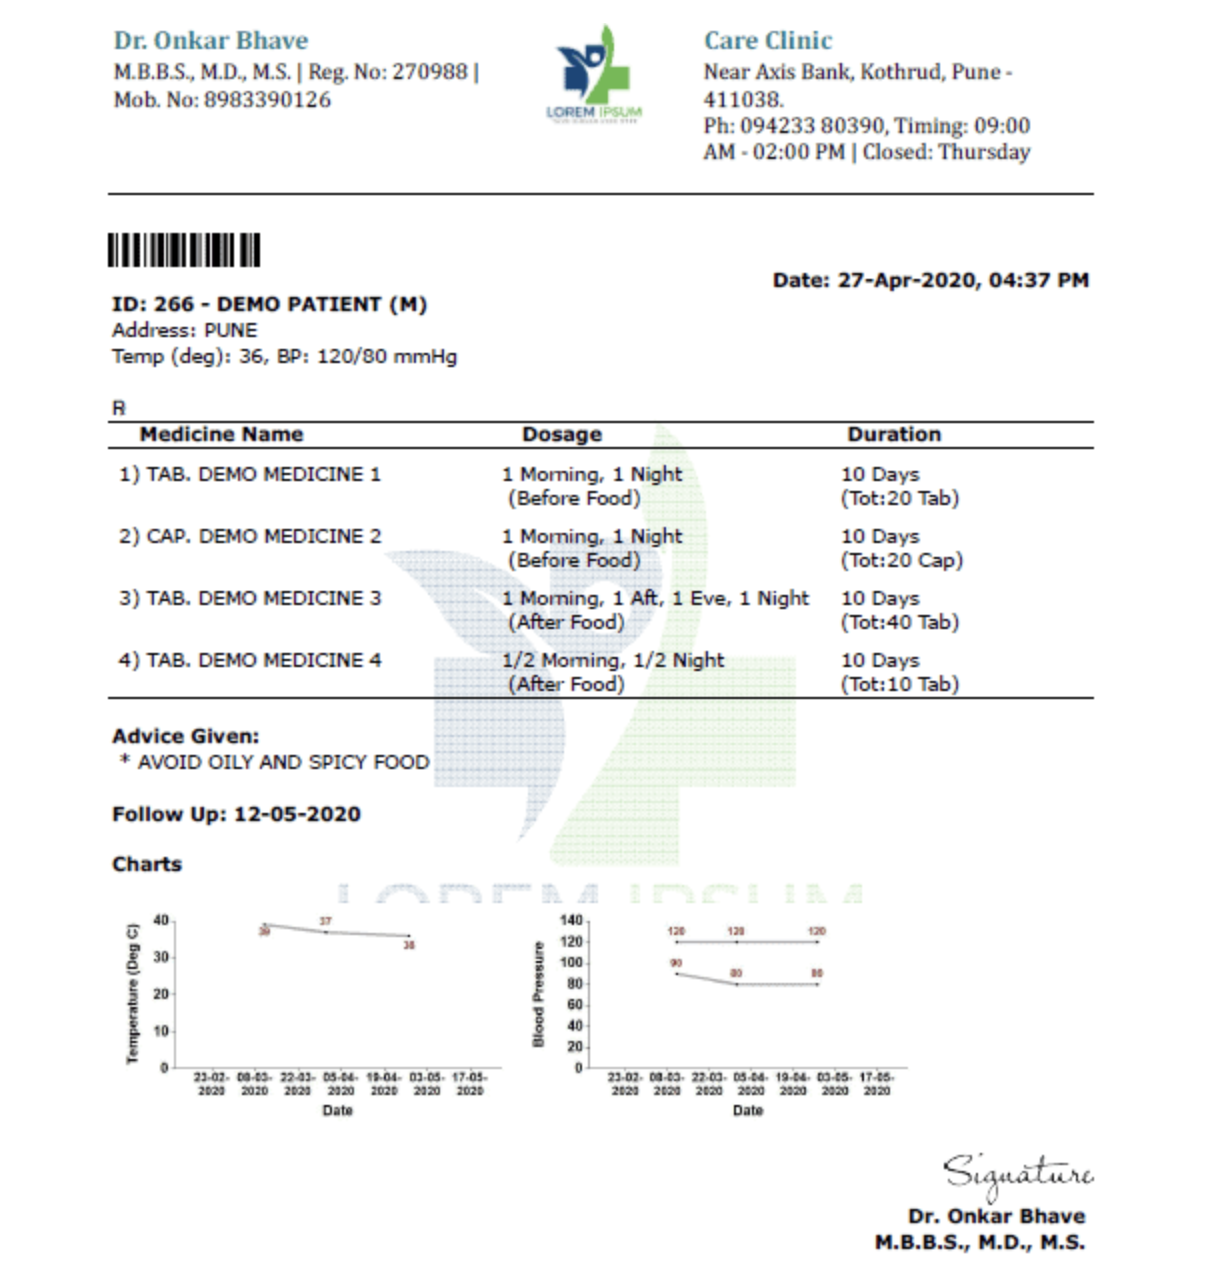 Dr. Onkar Bhave
M.B.B.S., M.D., M.S. | Reg. No: 270988 |
Mob. No: 8983390126
LOREM IPSUM
Care Clinic
Near Axis Bank, Kothrud, Pune -
411038.
Ph: 094233 80390, Timing: 09:00
AM - 02:00 PM | Closed: Thursday
Date: 27-Apr-2020, 04:37 PM
ID: 266 - DEMO PATIENT (M)
Address: PUNE
Temp (deg): 36, BP: 120/80 mmHg
R
Medicine Name Dosage Duration
1) TAB. DEMO MEDICINE 1 1 Morning, 1 Night 10 Days
(Before Food) (Tot:20 Tab)
2) CAP. DEMO MEDICINE 2 1 Morning, 1 Night 10 Days
(Before Food) (Tot:20 Cap)
3) TAB. DEMO MEDICINE 3 1 Morning, 1 Aft, 1 Eve, 1 Night 10 Days
(After Food) (Tot:40 Tab)
4) TAB. DEMO MEDICINE 4 1/2 Morning, 1/2 Night 10 Days
(After Food) (Tot:10 Tab)
Advice Given:
* AVOID OILY AND SPICY FOOD
Follow Up: 12-05-2020
Charts
LOREM IPSUM
Temperature (Deg C)
40
30
20
10
0
39 37 36
23-02-2020 08-03-2020 22-03-2020 05-04-2020 19-04-2020 03-05-2020 17-05-2020
Date
Blood Pressure
140
120
100
80
60
40
20
0
120 120 120
90 80 80
23-02-2020 08-03-2020 22-03-2020 05-04-2020 19-04-2020 03-05-2020 17-05-2020
Date
Signature
Dr. Onkar Bhave
M.B.B.S., M.D., M.S.